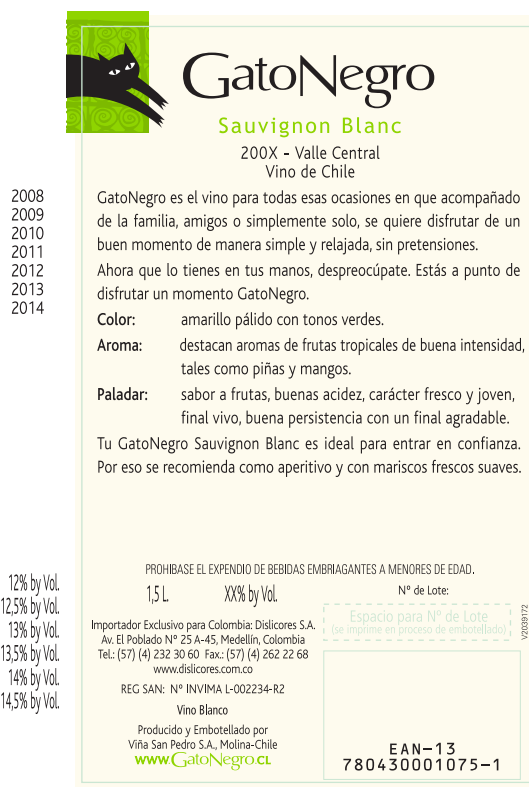 GatoNegro
Sauvignon Blanc
200X - Valle Central
Vino de Chile
2008
2009
2010
2011
2012
2013
2014
GatoNegro es el vino para todas esas ocasiones en que acompañado
de la familia, amigos o simplemente solo, se quiere disfrutar de un
buen momento de manera simple y relajada, sin pretensiones.
Ahora que lo tienes en tus manos, despreocúpate. Estás a punto de
disfrutar un momento GatoNegro.
Color: amarillo pálido con tonos verdes.
Aroma: destacan aromas de frutas tropicales de buena intensidad,
tales como piñas y mangos.
Paladar: sabor a frutas, buenas acidez, carácter fresco y joven,
final vivo, buena persistencia con un final agradable.
Tu GatoNegro Sauvignon Blanc es ideal para entrar en confianza.
Por eso se recomienda como aperitivo y con mariscos frescos suaves.
12% by Vol.
12,5% by Vol.
13% by Vol.
13,5% by Vol.
14% by Vol.
14,5% by Vol.
PROHIBASE EL EXPENDIO DE BEBIDAS EMBRIAGANTES A MENORES DE EDAD.
1,5 L. XX% by Vol. Nº de Lote:
Espacio para Nº de Lote
(se imprime en proceso de embotellado)
V2039172
Importador Exclusivo para Colombia: Dislicores S.A.
Av. El Poblado Nº 25 A-45, Medellín, Colombia
Tel.: (57) (4) 232 30 60 Fax.: (57) (4) 262 22 68
www.dislicores.com.co
REG SAN: Nº INVIMA L-002234-R2
Vino Blanco
Producido y Embotellado por
Viña San Pedro S.A., Molina-Chile
www.GatoNegro.CL
EAN-13
780430001075-1